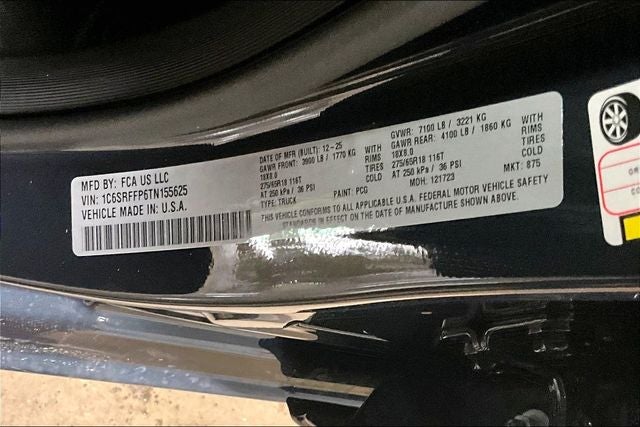 MFD BY: FCA US LLC
VIN: 1C6SRFFP6TN155625
VEHICLE MADE IN U.S.A.
DATE OF MFR (BUILT): 12-25
GAWR FRONT: 3900 LB / 1770 KG WITH
18X8.0 RIMS
275/65R18 116T TIRES
AT 250 kPa / 36 PSI COLD
TYPE: TRUCK PAINT: PCG
GVWR: 7100 LB / 3221 KG
GAWR REAR: 4100 LB / 1860 KG WITH
18X8.0 RIMS
275/65R18 116T TIRES
AT 250 kPa / 36 PSI COLD
MDH: 121723 MKT: 875
THIS VEHICLE CONFORMS TO ALL APPLICABLE U.S.A. FEDERAL MOTOR VEHICLE SAFETY
STANDARDS IN EFFECT ON THE DATE OF MANUFACTURE SHOWN ABOVE.